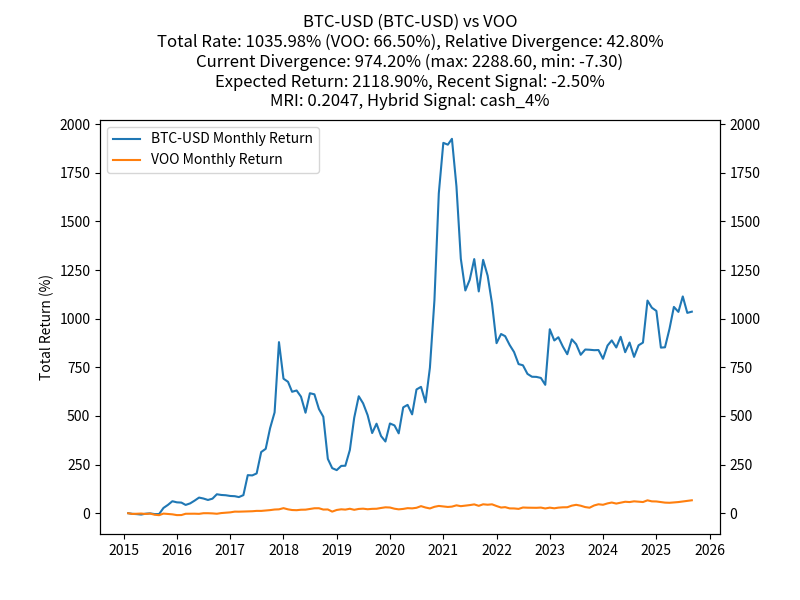 BTC-USD (BTC-USD) vs VOO
Total Rate: 1035.98% (VOO: 66.50%), Relative Divergence: 42.80%
Current Divergence: 974.20% (max: 2288.60, min: -7.30)
Expected Return: 2118.90%, Recent Signal: -2.50%
MRI: 0.2047, Hybrid Signal: cash_4%
BTC-USD Monthly Return
VOO Monthly Return
Total Return (%)
2000 2000
1750 1750
1500 1500
1250 1250
1000 1000
750 750
500 500
250 250
0 0
2015 2016 2017 2018 2019 2020 2021 2022 2023 2024 2025 2026